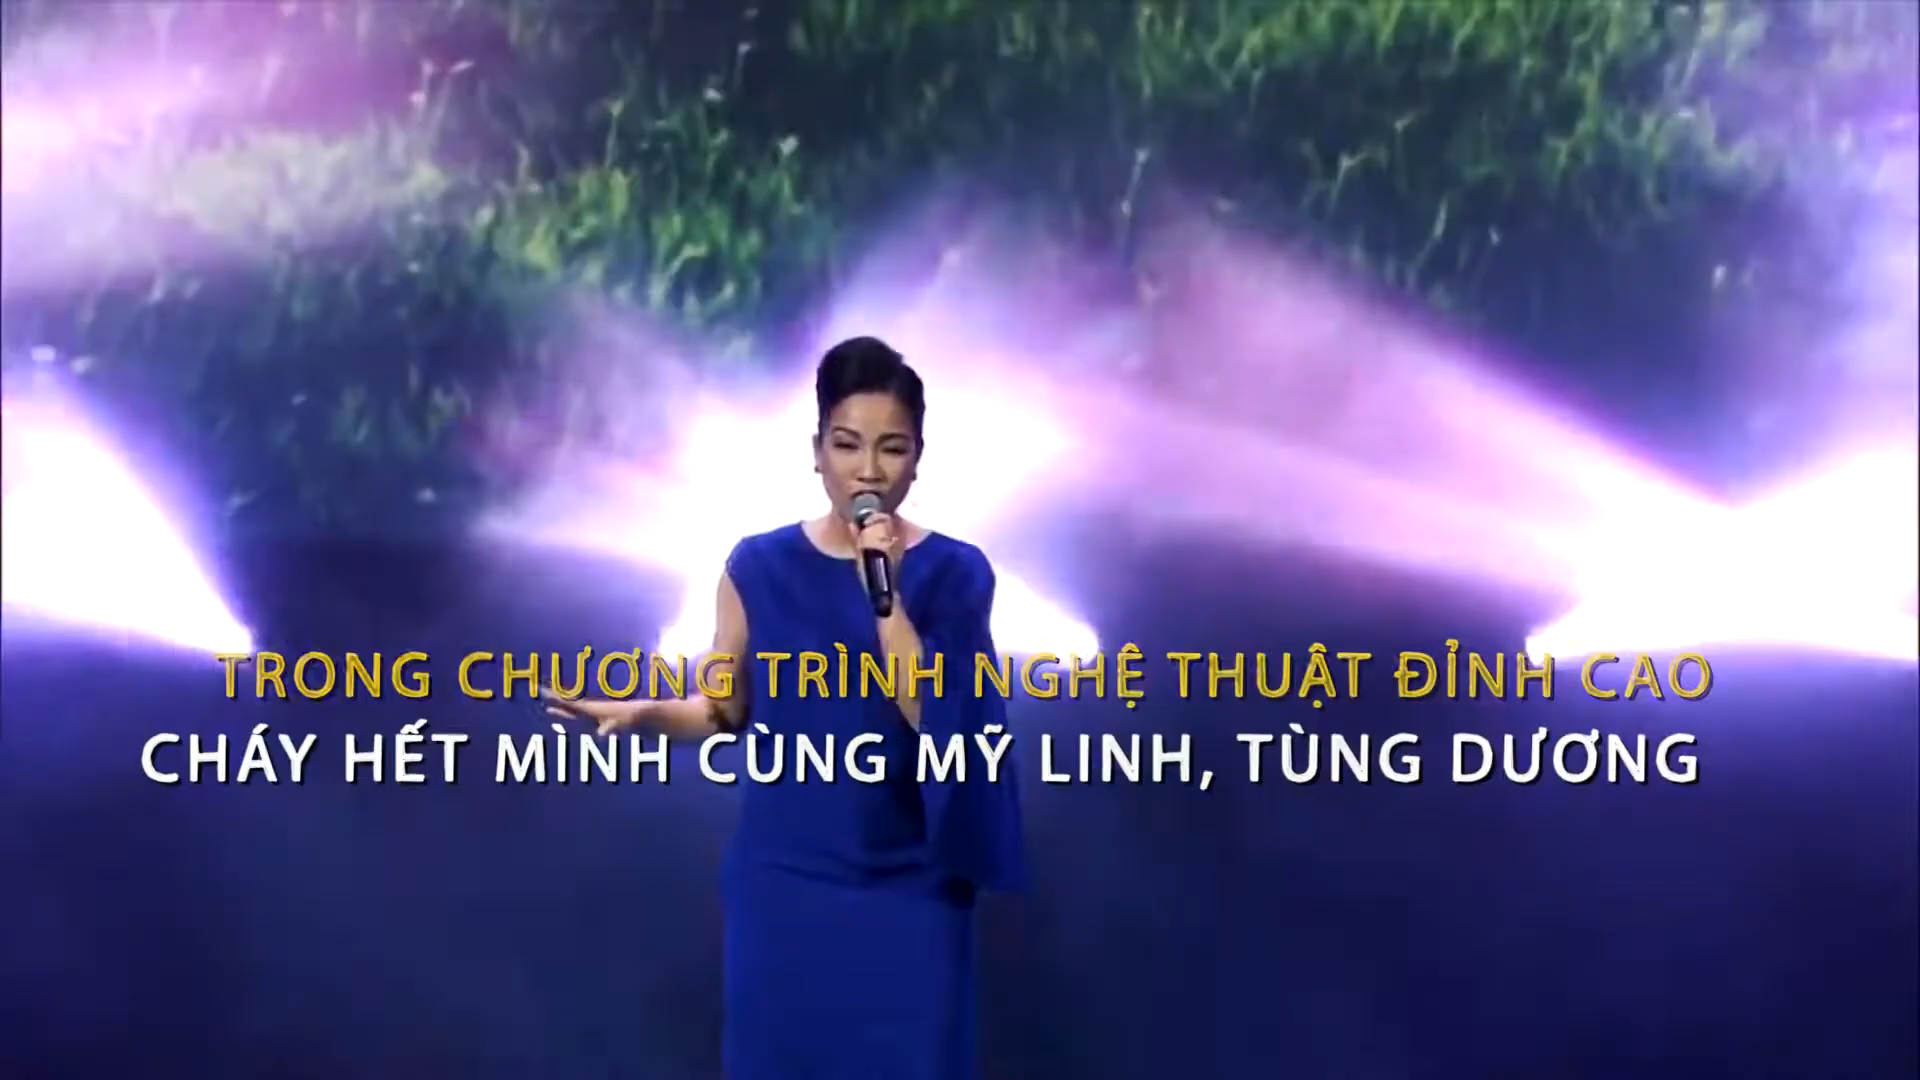 TRONG CHƯƠNG TRÌNH NGHỆ THUẬT ĐỈNH CAO
CHÁY HẾT MÌNH CÙNG MỸ LINH, TÙNG DƯƠNG